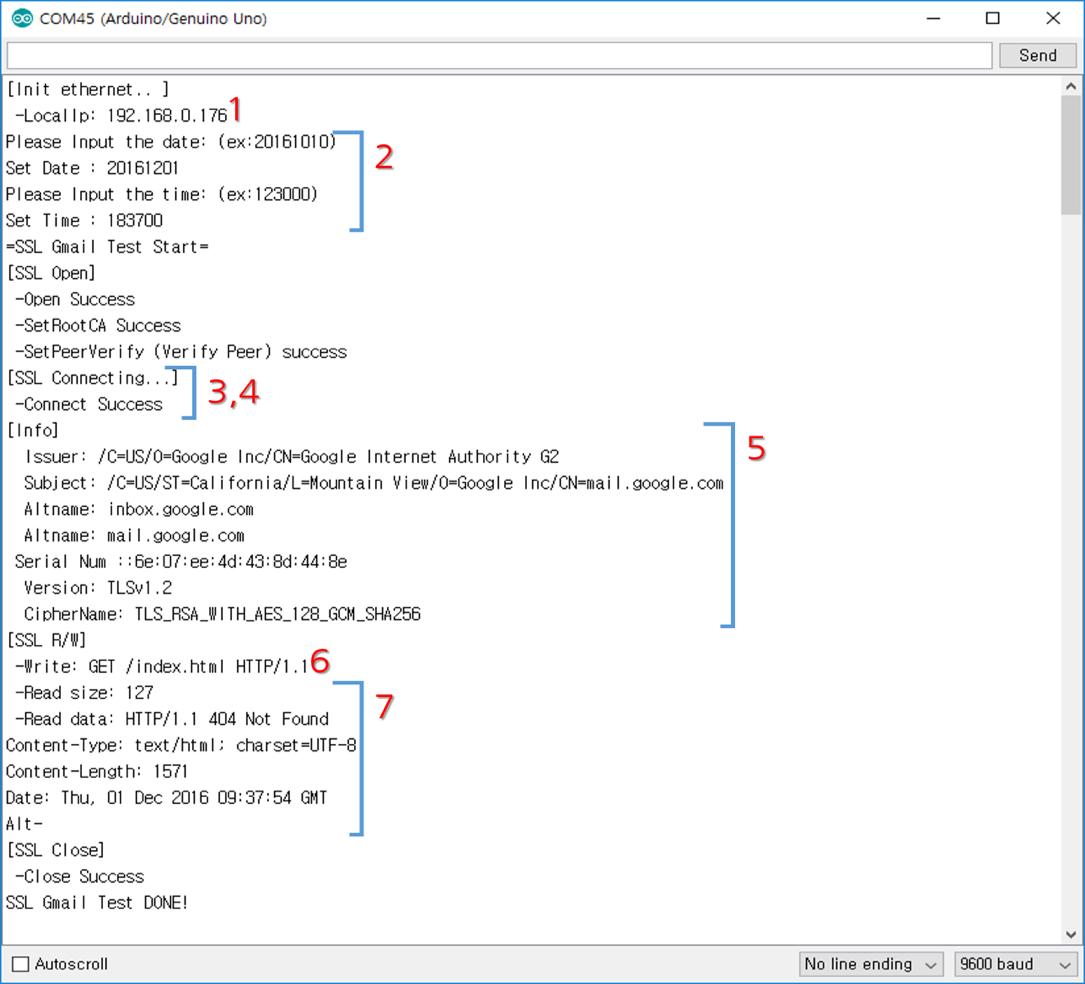 COM45 (Arduino/Genuino Uno)
Send
[Init ethernet.. ]
-LocalIp: 192.168.0.176 1
Please Input the date: (ex:20161010)
2
Set Date : 20161201
Please Input the time: (ex:123000)
Set Time : 183700
=SSL Gmail Test Start=
[SSL Open]
-Open Success
-SetRootCA Success
-SetPeerVerify (Verify Peer) success
[SSL Connecting...]
3,4
-Connect Success
[Info]
5
Issuer: /C=US/O=Google Inc/CN=Google Internet Authority G2
Subject: /C=US/ST=California/L=Mountain View/O=Google Inc/CN=mail.google.com
Altname: inbox.google.com
Altname: mail.google.com
Serial Num ::6e:07:ee:4d:43:8d:44:8e
Version: TLSv1.2
CipherName: TLS_RSA_WITH_AES_128_GCM_SHA256
[SSL R/W]
-Write: GET /index.html HTTP/1.1 6
-Read size: 127
7
-Read data: HTTP/1.1 404 Not Found
Content-Type: text/html; charset=UTF-8
Content-Length: 1571
Date: Thu, 01 Dec 2016 09:37:54 GMT
Alt-
[SSL Close]
-Close Success
SSL Gmail Test DONE!
Autoscroll
No line ending
9600 baud